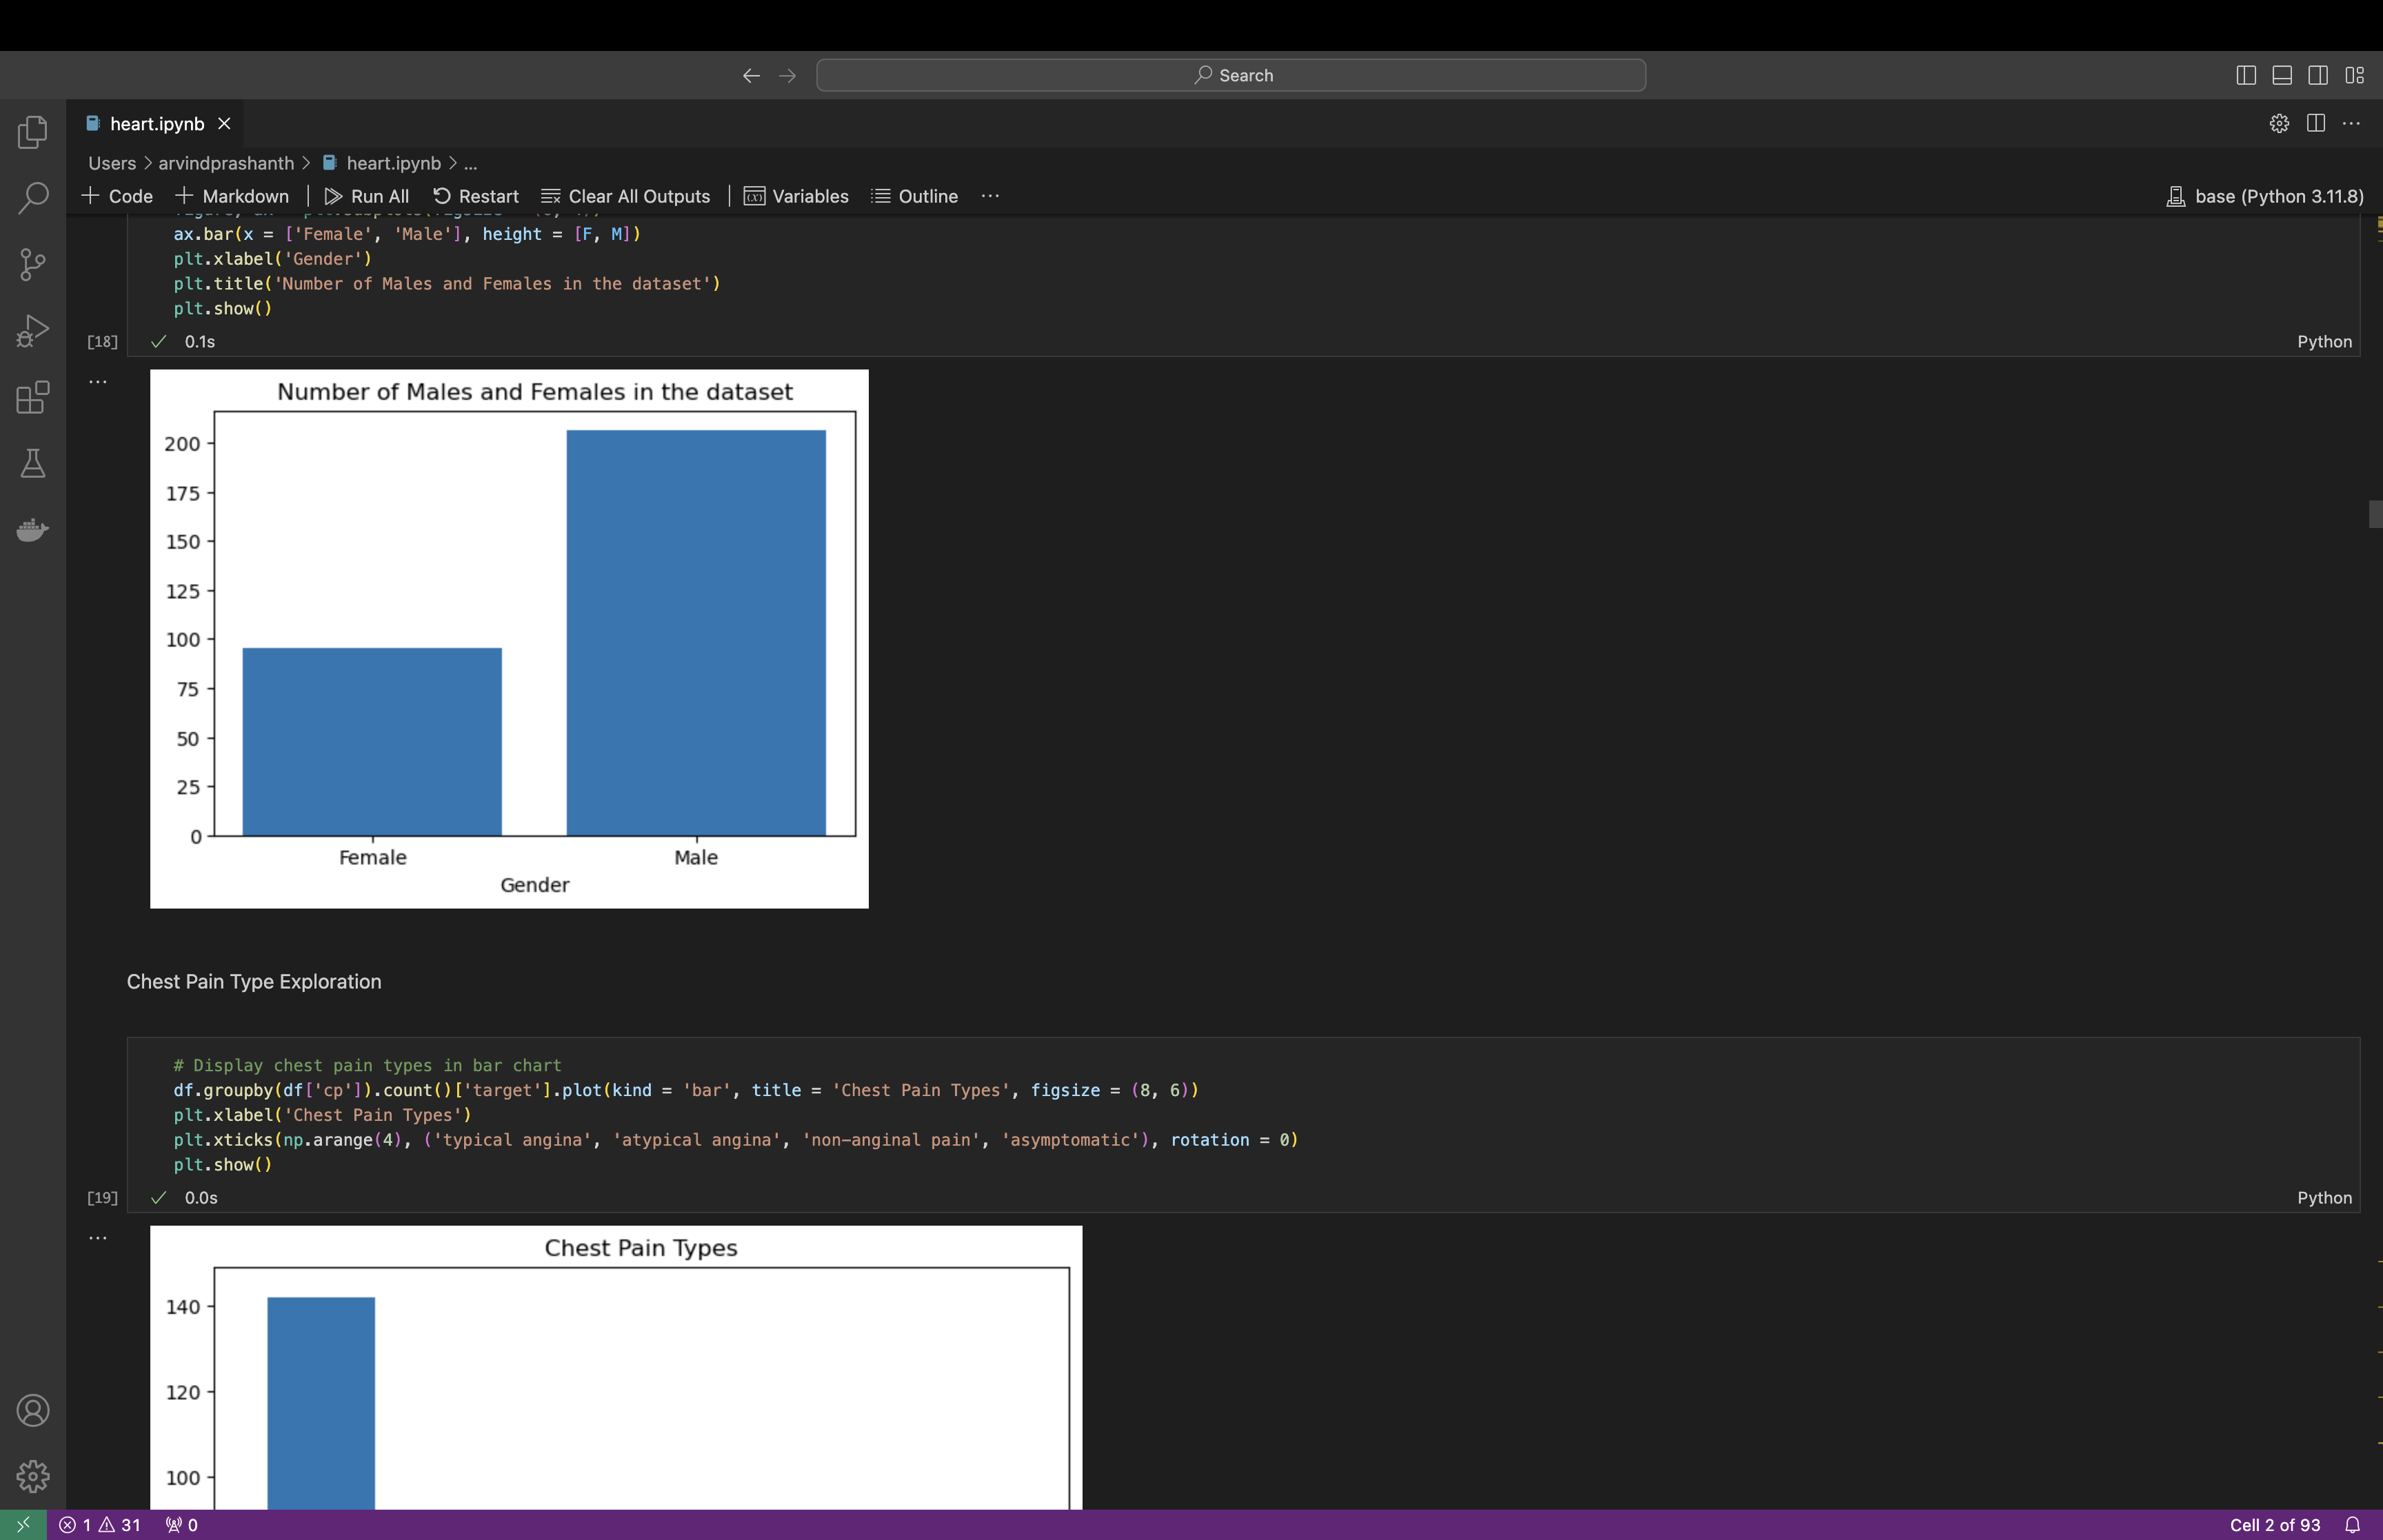 Search
heart.ipynb
Users > arvindprashanth > heart.ipynb > ...
+ Code + Markdown | Run All Restart Clear All Outputs | Variables Outline ...
base (Python 3.11.8)
ax.bar(x = ['Female', 'Male'], height = [F, M])
plt.xlabel('Gender')
plt.title('Number of Males and Females in the dataset')
plt.show()
[18] 0.1s Python
Number of Males and Females in the dataset
200
175
150
125
100
75
50
25
0
Female Male
Gender
Chest Pain Type Exploration
# Display chest pain types in bar chart
df.groupby(df['cp']).count()['target'].plot(kind = 'bar', title = 'Chest Pain Types', figsize = (8, 6))
plt.xlabel('Chest Pain Types')
plt.xticks(np.arange(4), ('typical angina', 'atypical angina', 'non-anginal pain', 'asymptomatic'), rotation = 0)
plt.show()
[19] 0.0s Python
Chest Pain Types
140
120
100
1 31 0
Cell 2 of 93